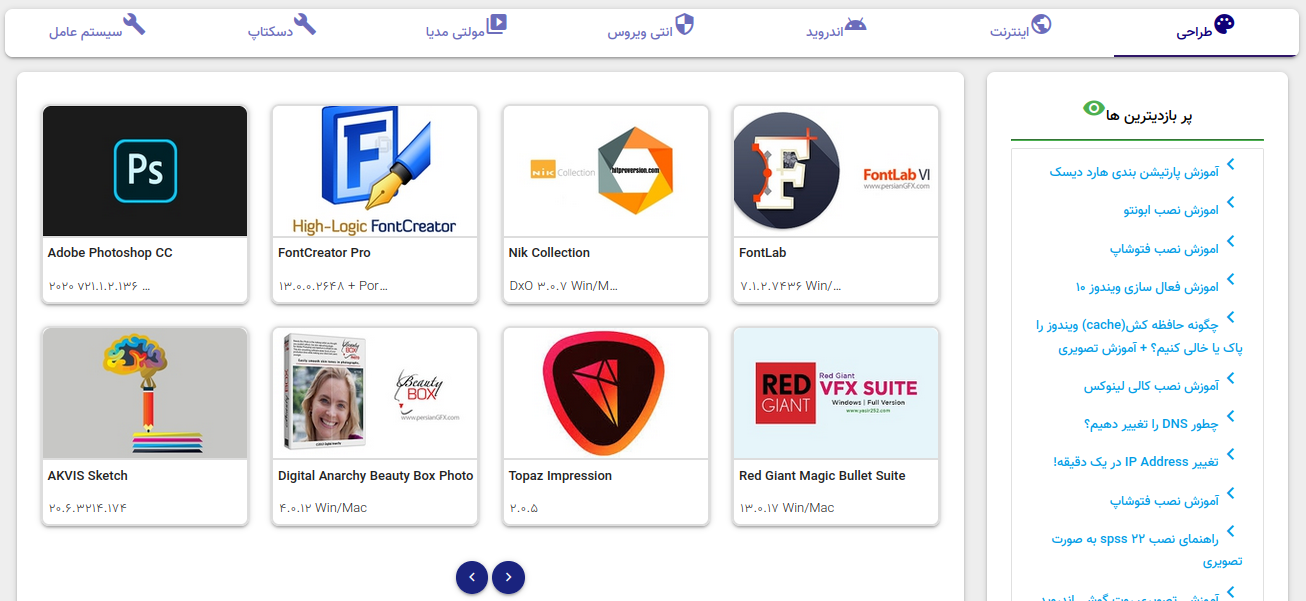 طراحی
اینترنت
اندروید
انتی ویروس
مولتی مدیا
دسکتاپ
سیستم عامل
پر بازدیترین ها
آموزش پارتیشن بندی هارد دیسک
اموزش نصب ابونتو
اموزش نصب فتوشاپ
اموزش فعال سازی ویندوز ۱۰
چگونه حافظه کش(cache) ویندوز را
پاک یا خالی کنیم؟ + آموزش تصویری
آموزش نصب کالی لینوکس
چطور DNS را تغییر دهیم؟
تغییر IP Address در یک دقیقه!
آموزش نصب فتوشاپ
راهنمای نصب spss ۲۲ به صورت
تصویری
آموزش تصویری روت گوشی اندروید
Ps
Adobe Photoshop CC
۲۰۲۰ v۲۱.۱.۲.۱۳۶ ...
High-Logic FontCreator
FontCreator Pro
۱۳.۰.۰.۲۶۴۸ + Por...
Nik Collection
Nik Collection
DxO ۳.۰.۷ Win/M...
FontLab VI
www.persianGFX.com
FontLab
۷.۱.۲.۷۴۳۶ Win/...
AKVIS Sketch
۲۰.۶.۳۲۱۴.۱۷۴
Beauty
BOX
www.persianGFX.com
Digital Anarchy Beauty Box Photo
۴.۰.۱۲ Win/Mac
Topaz Impression
۲.۰.۵
RED
GIANT
Red Giant
VFX SUITE
Windows | Full Version
www.yasir252.com
Red Giant Magic Bullet Suite
۱۳.۰.۱۷ Win/Mac